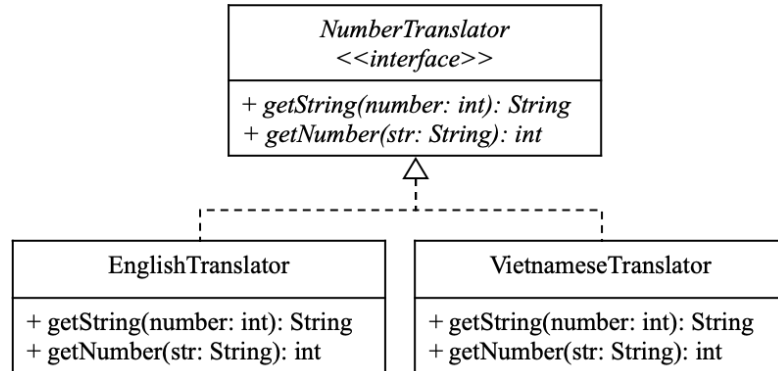 NumberTranslator
<<interface>>
+ getString(number: int): String
+ getNumber(str: String): int
EnglishTranslator
+ getString(number: int): String
+ getNumber(str: String): int
VietnameseTranslator
+ getString(number: int): String
+ getNumber(str: String): int